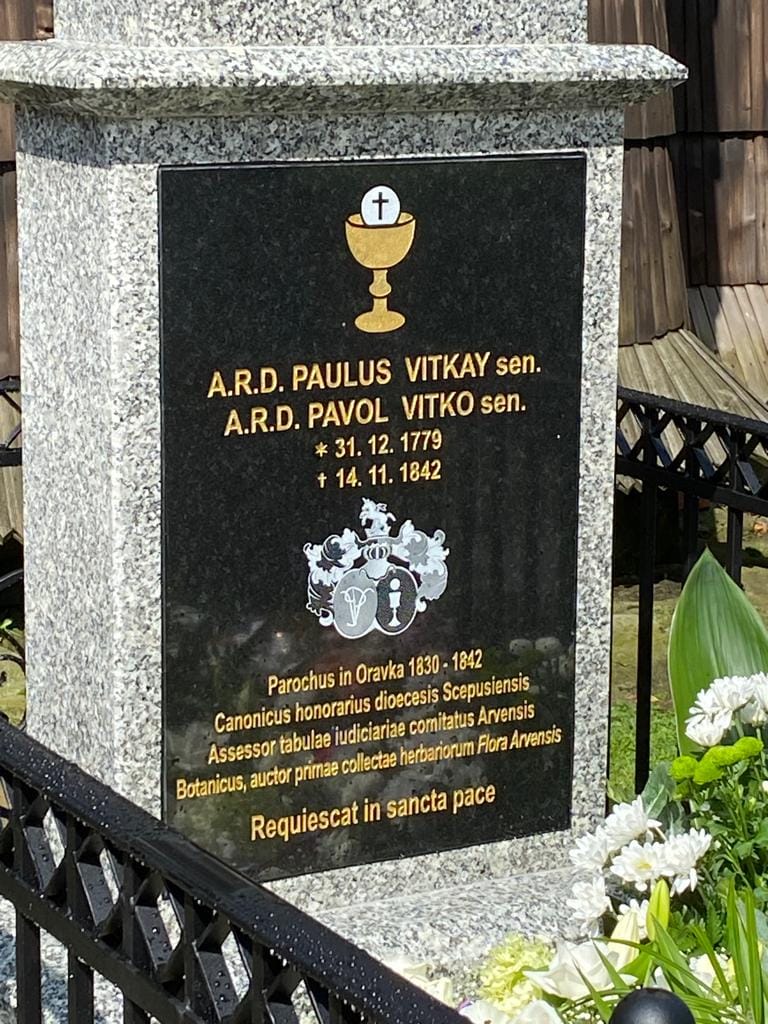 A.R.D. PAULUS VITKAY sen.
A.R.D. PAVOL VITKO sen.
* 31. 12. 1779
† 14. 11. 1842
Parochus in Oravka 1830 - 1842
Canonicus honorarius dioecesis Scepusiensis
Assessor tabulae iudiciariae comitatus Arvensis
Botanicus, auctor primae collectae herbariorum Flora Arvensis
Requiescat in sancta pace